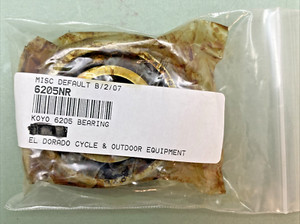 MISC DEFAULT 8/2/07
6205NR
KOYO 6205 BEARING
EL DORADO CYCLE & OUTDOOR EQUIPMENT